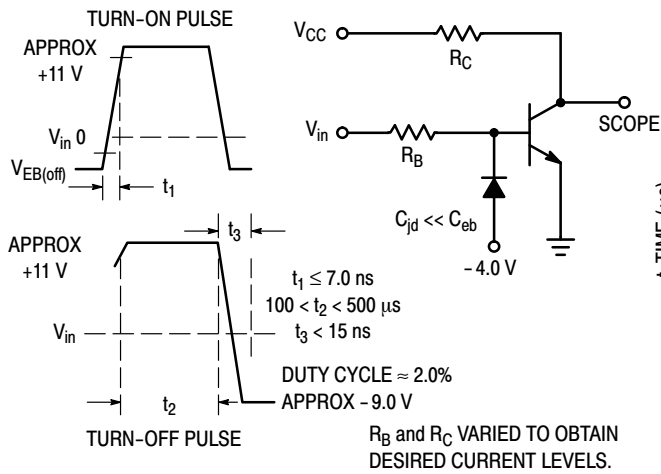 TURN-ON PULSE
APPROX
+11 V
V_in 0
V_EB(off)
t_1
V_CC
R_C
V_in
R_B
SCOPE
C_jd << C_eb
- 4.0 V
t, TIME (μs)
t_3
APPROX
+11 V
t_1 ≤ 7.0 ns
100 < t_2 < 500 μs
t_3 < 15 ns
V_in
DUTY CYCLE ≈ 2.0%
t_2
APPROX - 9.0 V
TURN-OFF PULSE
R_B and R_C VARIED TO OBTAIN
DESIRED CURRENT LEVELS.